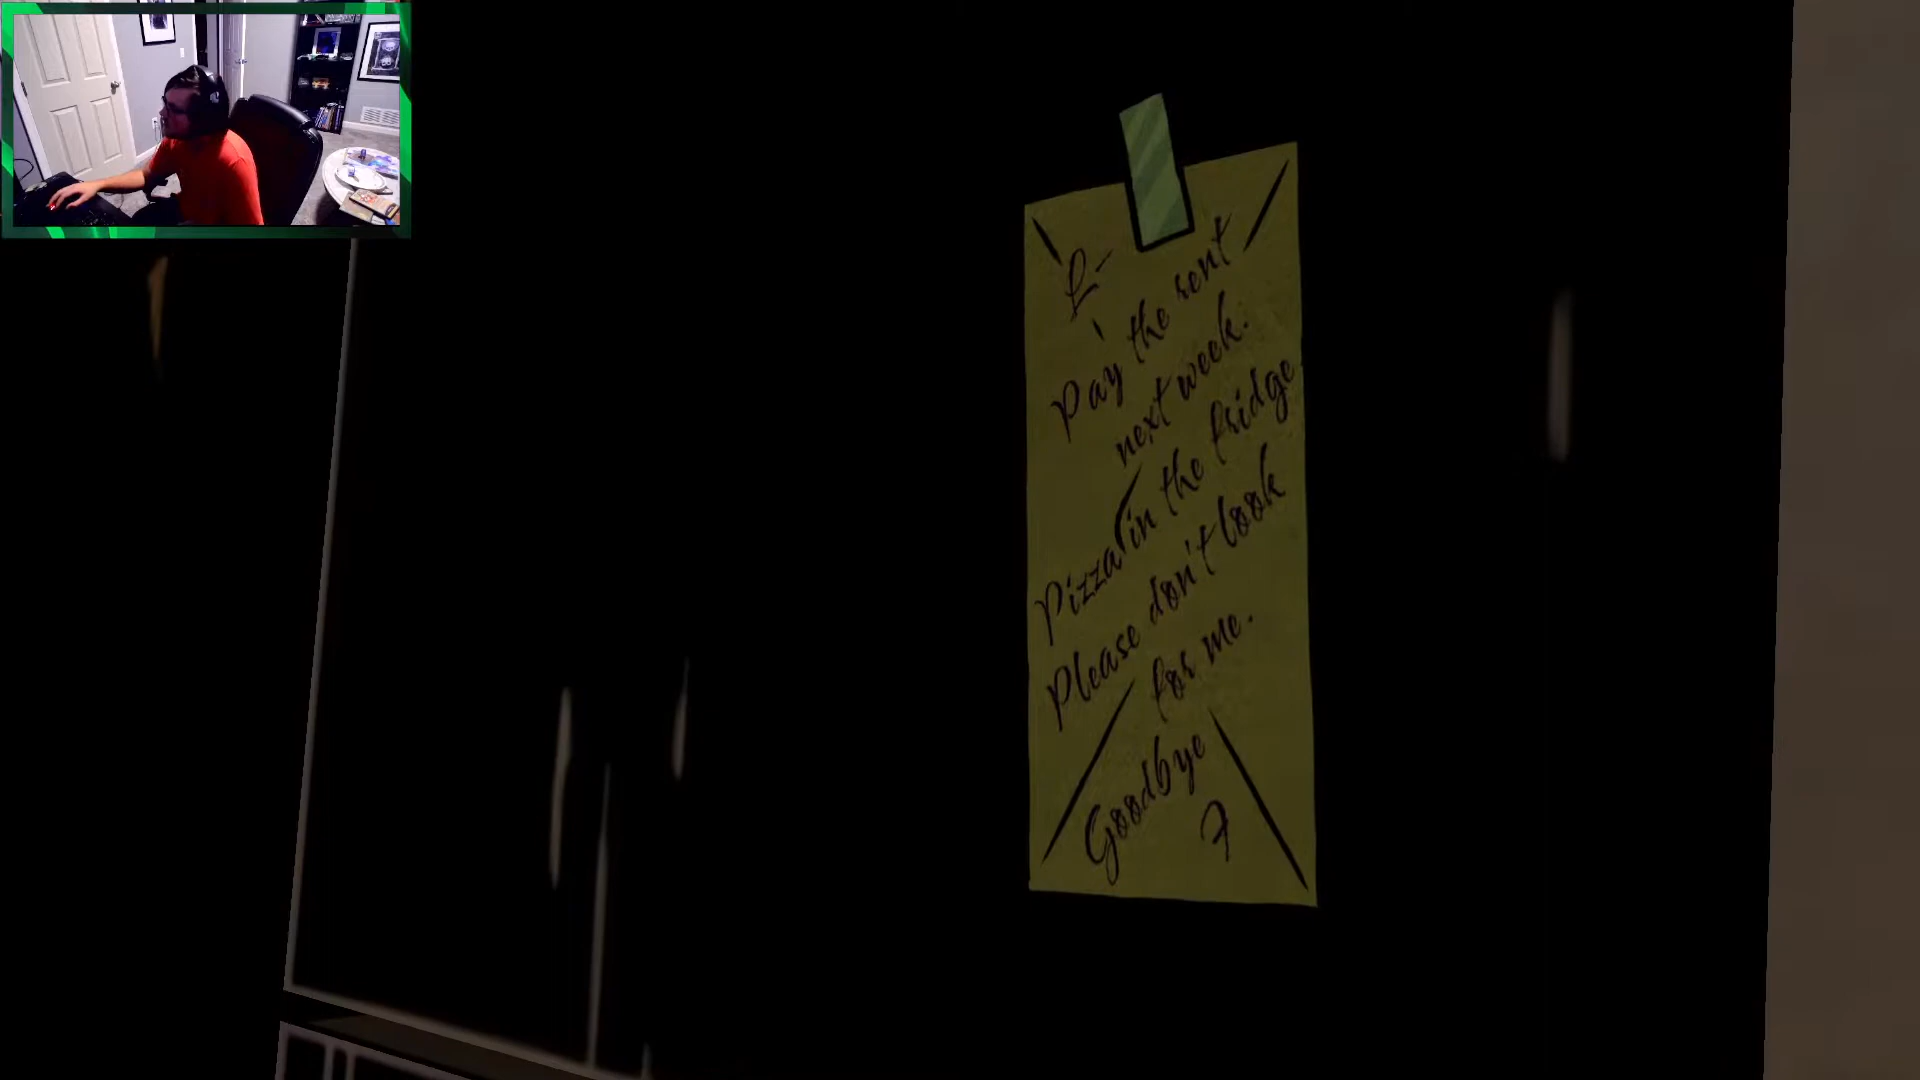 Pay the rent
next week.
Pizza in the fridge
Please don't look
for me.
Goodbye